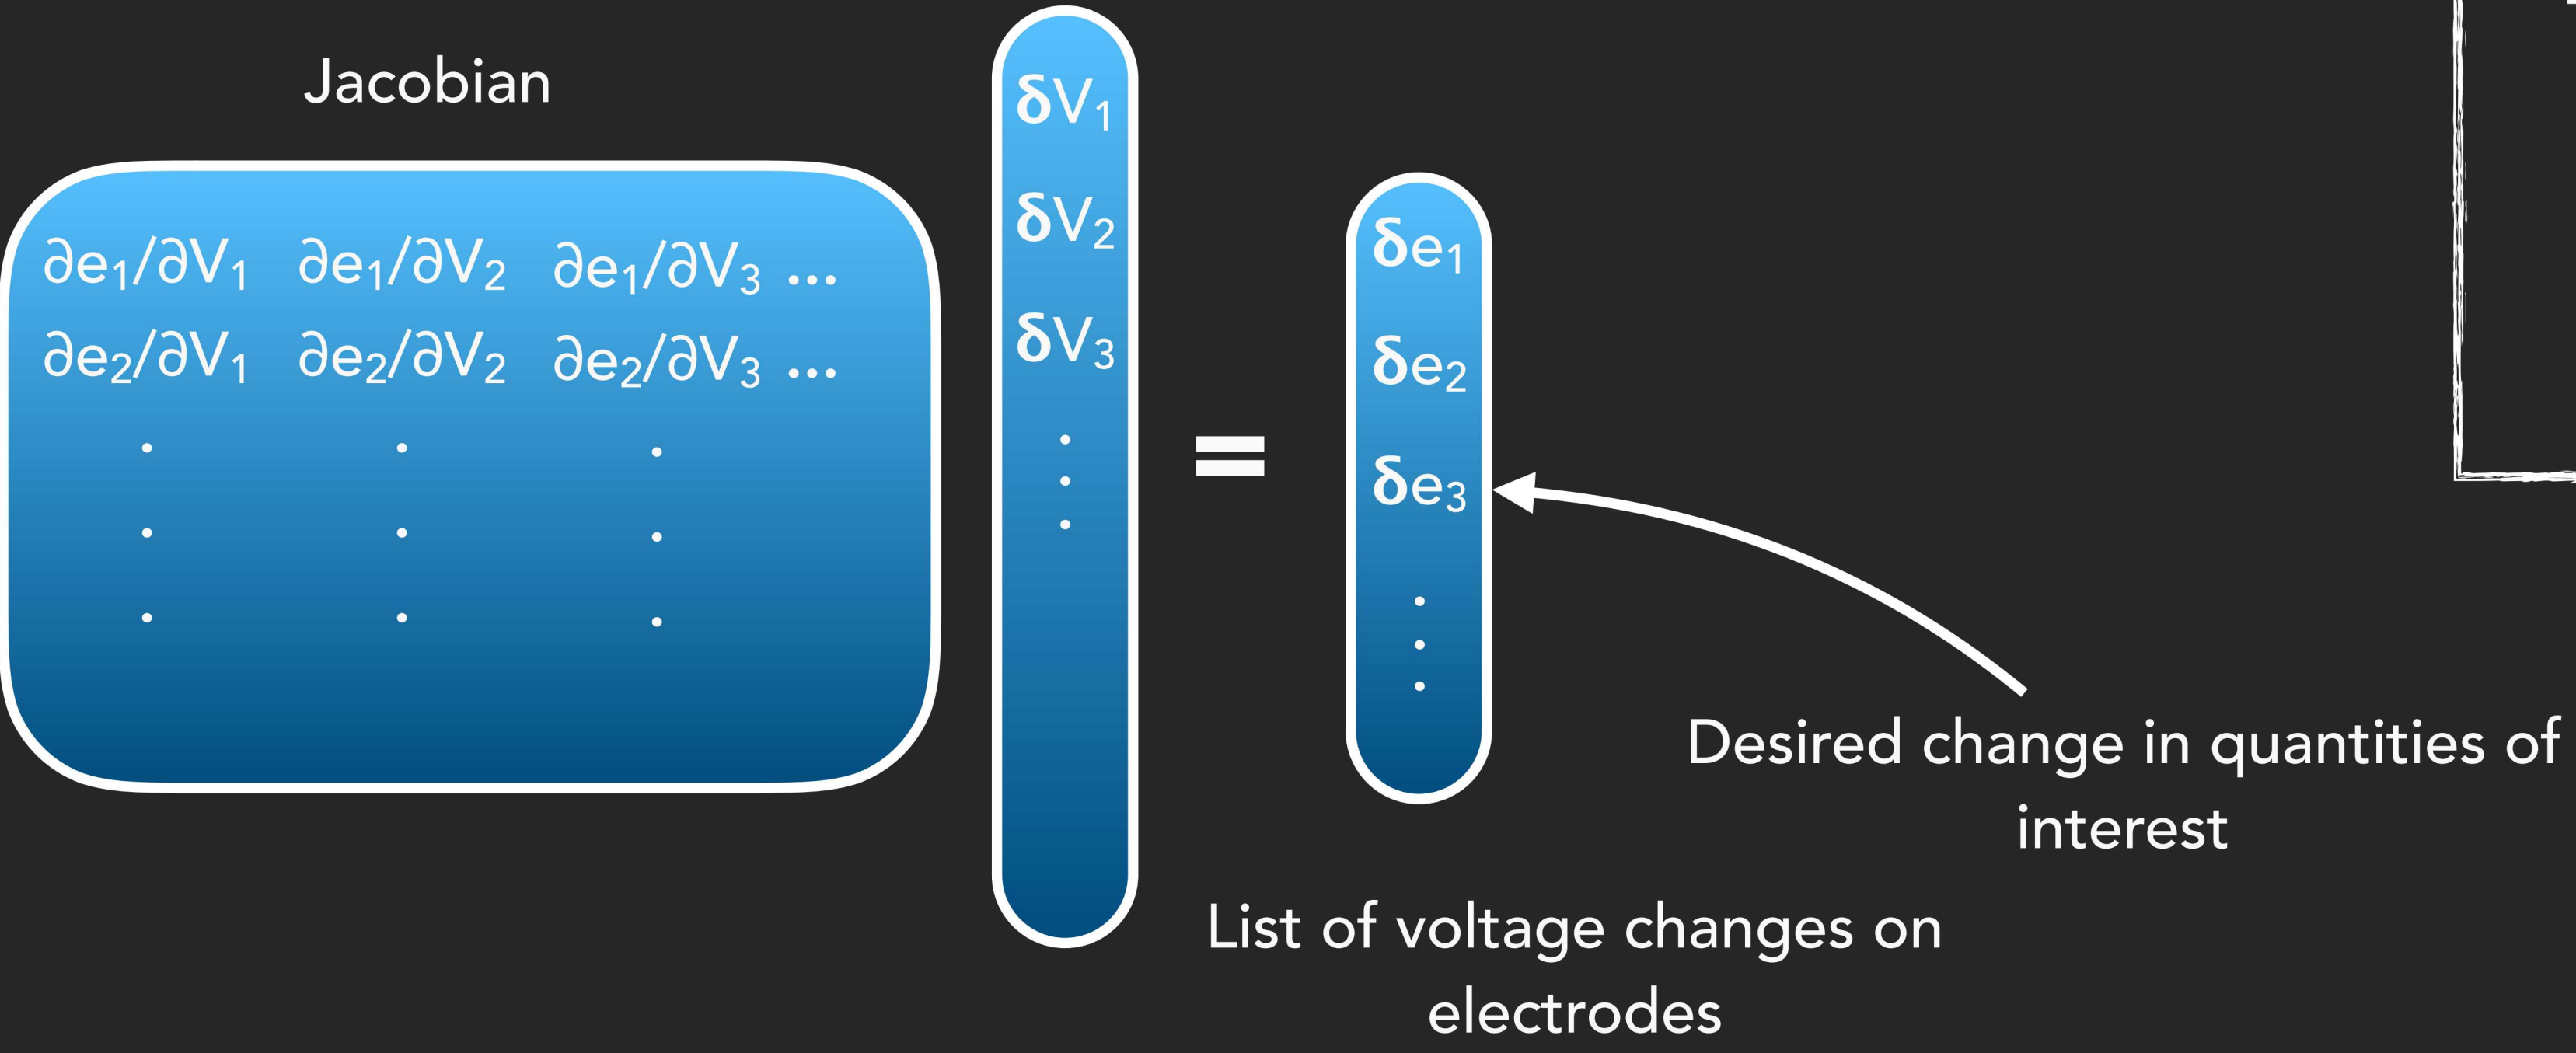 Jacobian
∂e₁/∂V₁ ∂e₁/∂V₂ ∂e₁/∂V₃ ...
∂e₂/∂V₁ ∂e₂/∂V₂ ∂e₂/∂V₃ ...
. . .
. . .
. . .
δV₁
δV₂
δV₃
.
.
.
=
δe₁
δe₂
δe₃
.
.
.
Desired change in quantities of
interest
List of voltage changes on
electrodes